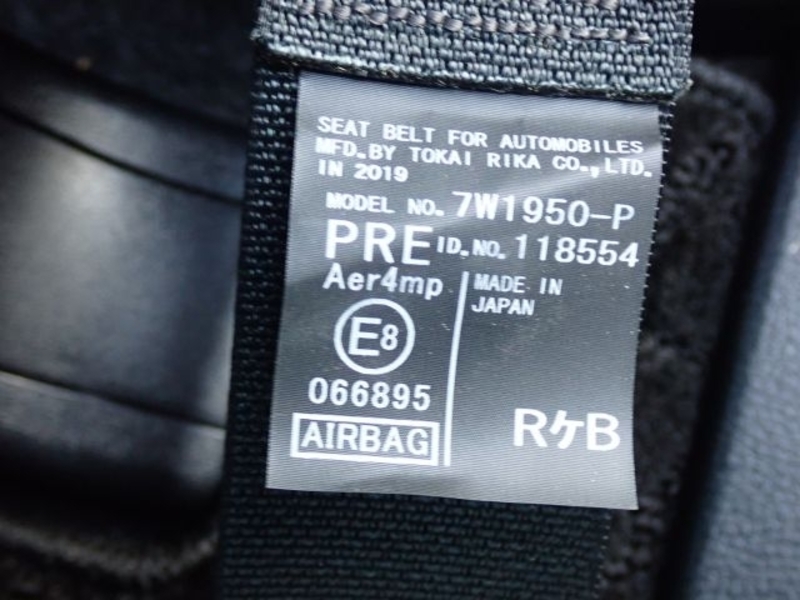 SEAT BELT FOR AUTOMOBILES
MFD.BY TOKAI RIKA CO.,LTD.
IN 2019
MODEL NO. 7W1950-P
PRE ID.NO. 118554
Aer4mp
MADE IN
JAPAN
E8
066895
AIRBAG
RケB